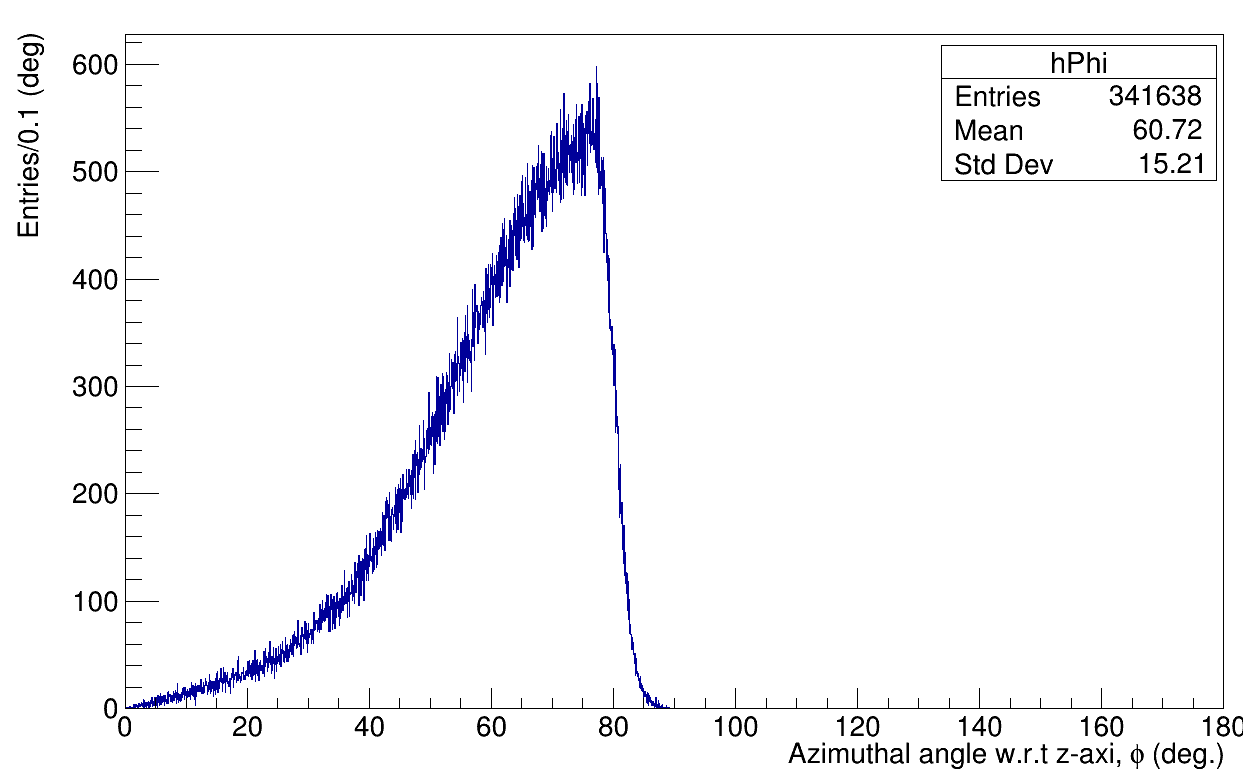 Entries/0.1 (deg)
600
500
400
300
200
100
0
hPhi
Entries 341638
Mean 60.72
Std Dev 15.21
0 20 40 60 80 100 120 140 160 180
Azimuthal angle w.r.t z-axi, ϕ (deg.)